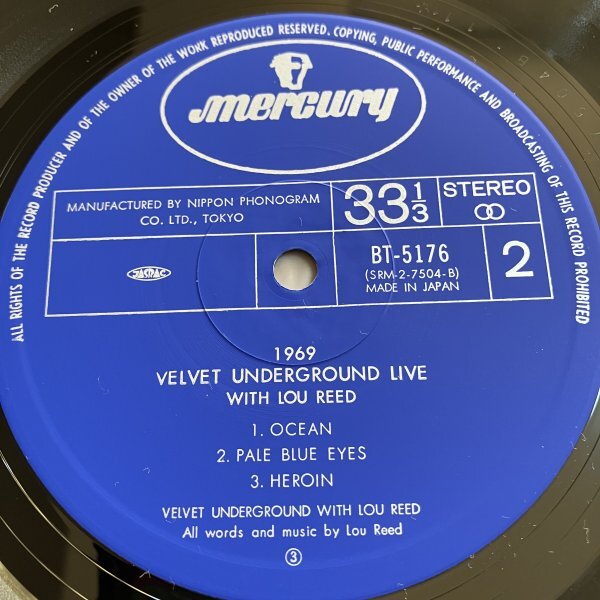 ALL RIGHTS OF THE RECORD PRODUCER AND OF THE OWNER OF THE WORK REPRODUCED RESERVED. COPYING, PUBLIC PERFORMANCE AND BROADCASTING OF THIS RECORD PROHIBITED
mercury
MANUFACTURED BY NIPPON PHONOGRAM
CO. LTD., TOKYO
33 1/3
STEREO
JASRAC
BT-5176
(SRM-2-7504-B)
MADE IN JAPAN
2
1969
VELVET UNDERGROUND LIVE
WITH LOU REED
1. OCEAN
2. PALE BLUE EYES
3. HEROIN
VELVET UNDERGROUND WITH LOU REED
All words and music by Lou Reed
3